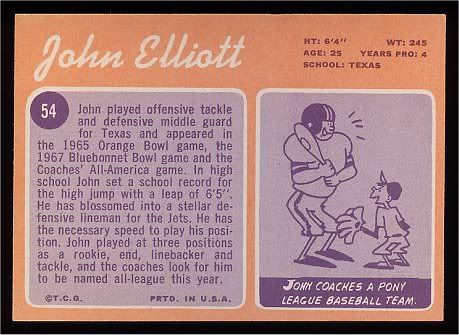 John Elliott
HT: 6'4" WT: 245
AGE: 25 YEARS PRO: 4
SCHOOL: TEXAS
54
John played offensive tackle
and defensive middle guard
for Texas and appeared in
the 1965 Orange Bowl game, the
1967 Bluebonnet Bowl game and the
Coaches' All-America game. In high
school John set a school record for
the high jump with a leap of 6'5".
He has blossomed into a stellar de-
fensive lineman for the Jets. He has
the necessary speed to play his posi-
tion. John played at three positions
as a rookie, end, linebacker and
tackle, and the coaches look for him
to be named all-league this year.
©T.C.G. PRTD. IN U.S.A.
JOHN COACHES A PONY
LEAGUE BASEBALL TEAM.